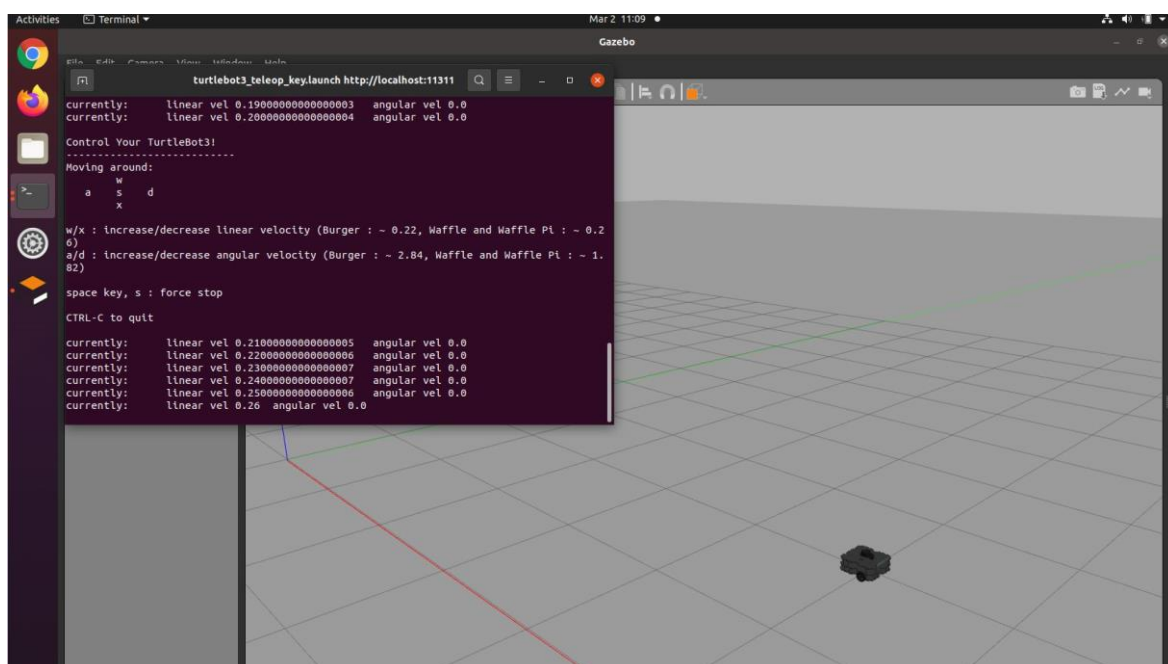 Activities Terminal Mar 2 11:09
Gazebo
File Edit Camera View Window Help
turtlebot3_teleop_key.launch http://localhost:11311
currently: linear vel 0.19000000000000003 angular vel 0.0
currently: linear vel 0.20000000000000004 angular vel 0.0
Control Your TurtleBot3!
---------------------------
Moving around:
w
a s d
x
w/x : increase/decrease linear velocity (Burger : ~ 0.22, Waffle and Waffle Pi : ~ 0.2
6)
a/d : increase/decrease angular velocity (Burger : ~ 2.84, Waffle and Waffle Pi : ~ 1.
82)
space key, s : force stop
CTRL-C to quit
currently: linear vel 0.21000000000000005 angular vel 0.0
currently: linear vel 0.22000000000000006 angular vel 0.0
currently: linear vel 0.23000000000000007 angular vel 0.0
currently: linear vel 0.24000000000000007 angular vel 0.0
currently: linear vel 0.25000000000000006 angular vel 0.0
currently: linear vel 0.26 angular vel 0.0